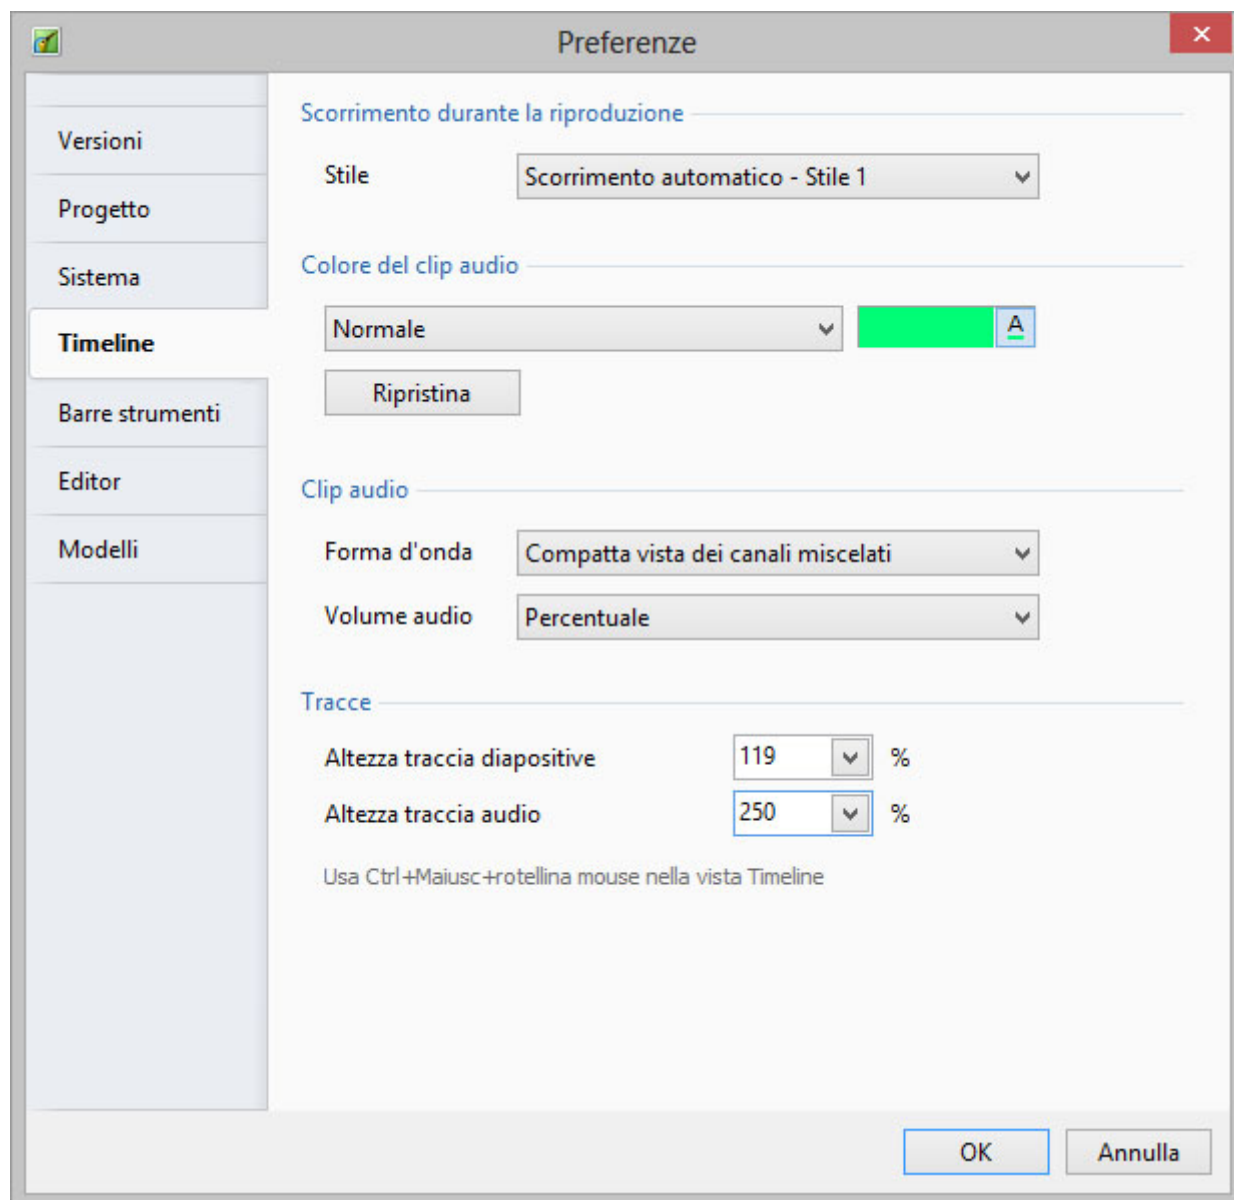 Preferenze
Versioni
Progetto
Sistema
Timeline
Barre strumenti
Editor
Modelli
Scorrimento durante la riproduzione
Stile Scorrimento automatico - Stile 1
Colore del clip audio
Normale A
Ripristina
Clip audio
Forma d'onda Compatta vista dei canali miscelati
Volume audio Percentuale
Tracce
Altezza traccia diapositive 119 %
Altezza traccia audio 250 %
Usa Ctrl+Maiusc+rotellina mouse nella vista Timeline
OK Annulla